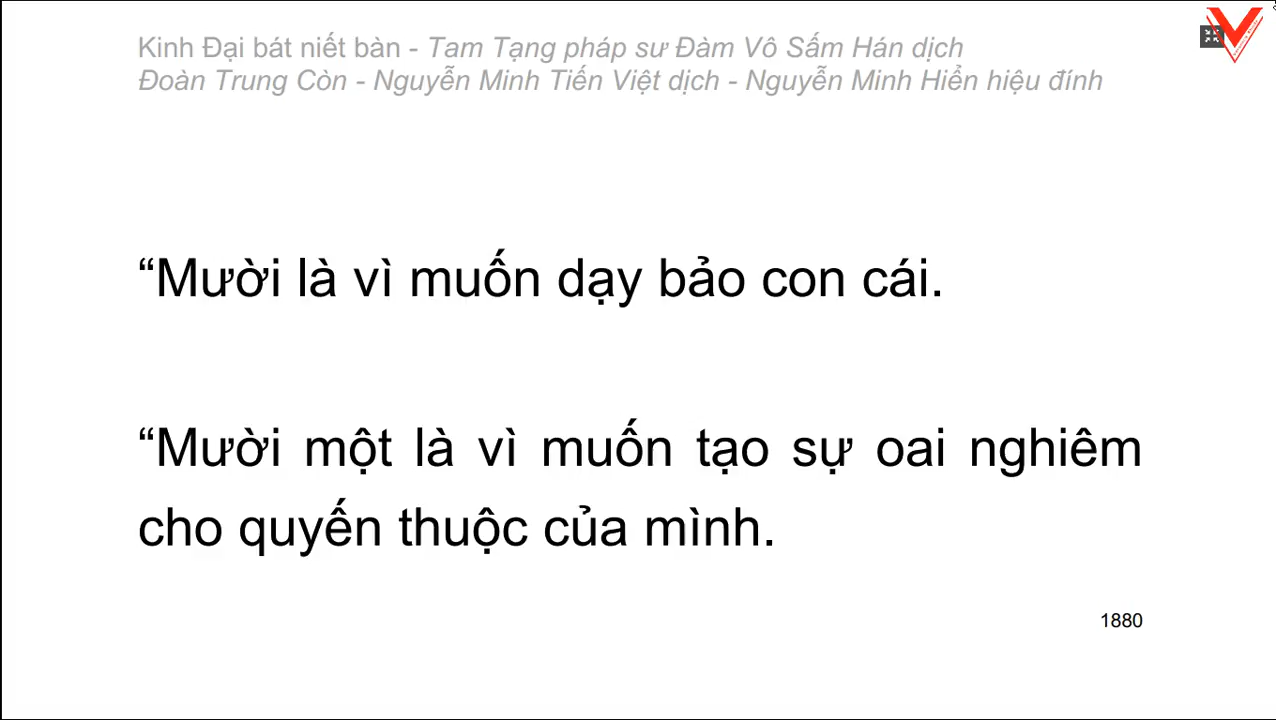 Kinh Đại bát niết bàn - Tam Tạng pháp sư Đàm Vô Sấm Hán dịch
Đoàn Trung Còn - Nguyễn Minh Tiến Việt dịch - Nguyễn Minh Hiển hiệu đính
“Mười là vì muốn dạy bảo con cái.
“Mười một là vì muốn tạo sự oai nghiêm
cho quyến thuộc của mình.
1880